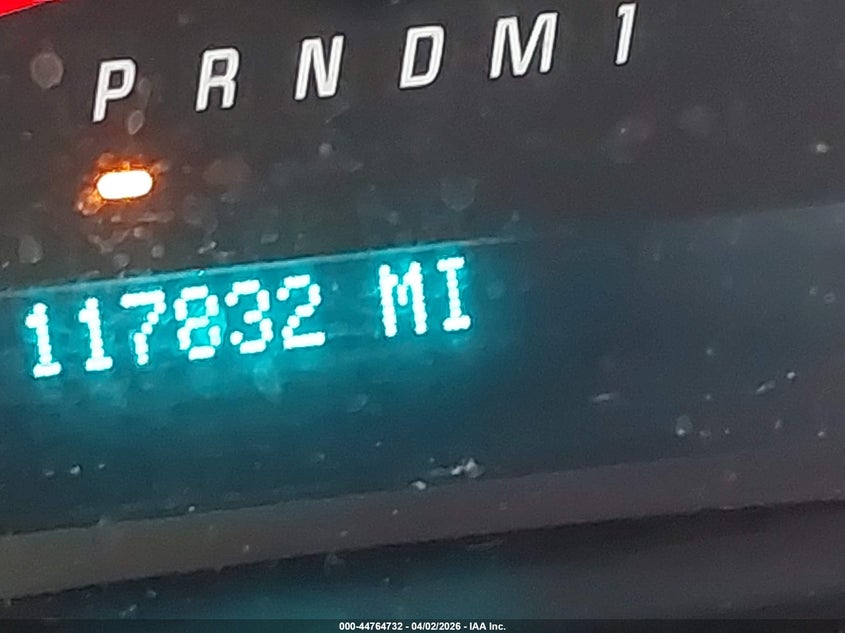 P R N D M 1
117832 MI
000-44764732 - 04/02/2026 - IAA Inc.